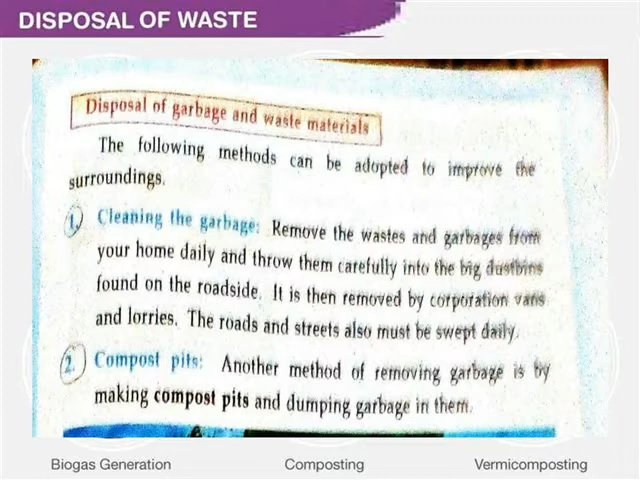 DISPOSAL OF WASTE
Disposal of garbage and waste materials
The following methods can be adopted to improve the
surroundings.
1. Cleaning the garbage: Remove the wastes and garbages from
your home daily and throw them carefully into the big dustbins
found on the roadside. It is then removed by corporation vans
and lorries. The roads and streets also must be swept daily.
2. Compost pits: Another method of removing garbage is by
making compost pits and dumping garbage in them.
Biogas Generation Composting Vermicomposting